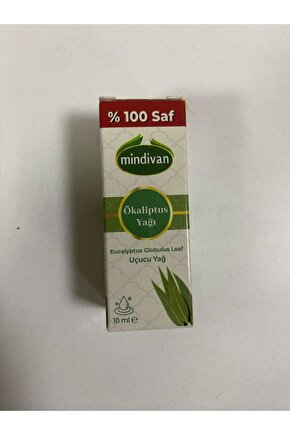 % 100 Saf
mindivan
Ökaliptus
Yağı
Eucalyptus Globulus Leaf
Uçucu Yağ
10 ml ℮